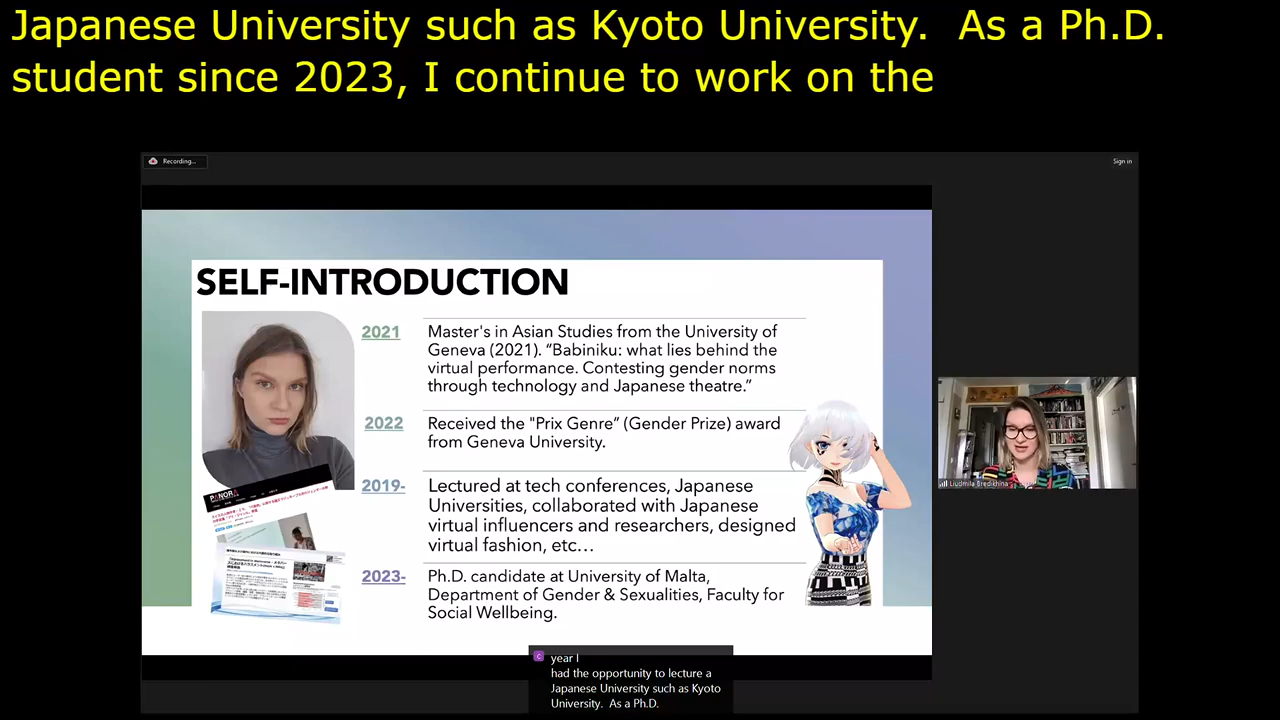 Japanese University such as Kyoto University.  As a Ph.D.
student since 2023, I continue to work on the
Recording...
Sign in
SELF-INTRODUCTION
2021
Master's in Asian Studies from the University of
Geneva (2021). “Babiniku: what lies behind the
virtual performance. Contesting gender norms
through technology and Japanese theatre.”
2022
Received the "Prix Genre” (Gender Prize) award
from Geneva University.
2019-
Lectured at tech conferences, Japanese
Universities, collaborated with Japanese
virtual influencers and researchers, designed
virtual fashion, etc…
2023-
Ph.D. candidate at University of Malta,
Department of Gender & Sexualities, Faculty for
Social Wellbeing.
PANORA
Liudmila Bredikhina
C
year I
had the opportunity to lecture a
Japanese University such as Kyoto
University.  As a Ph.D.